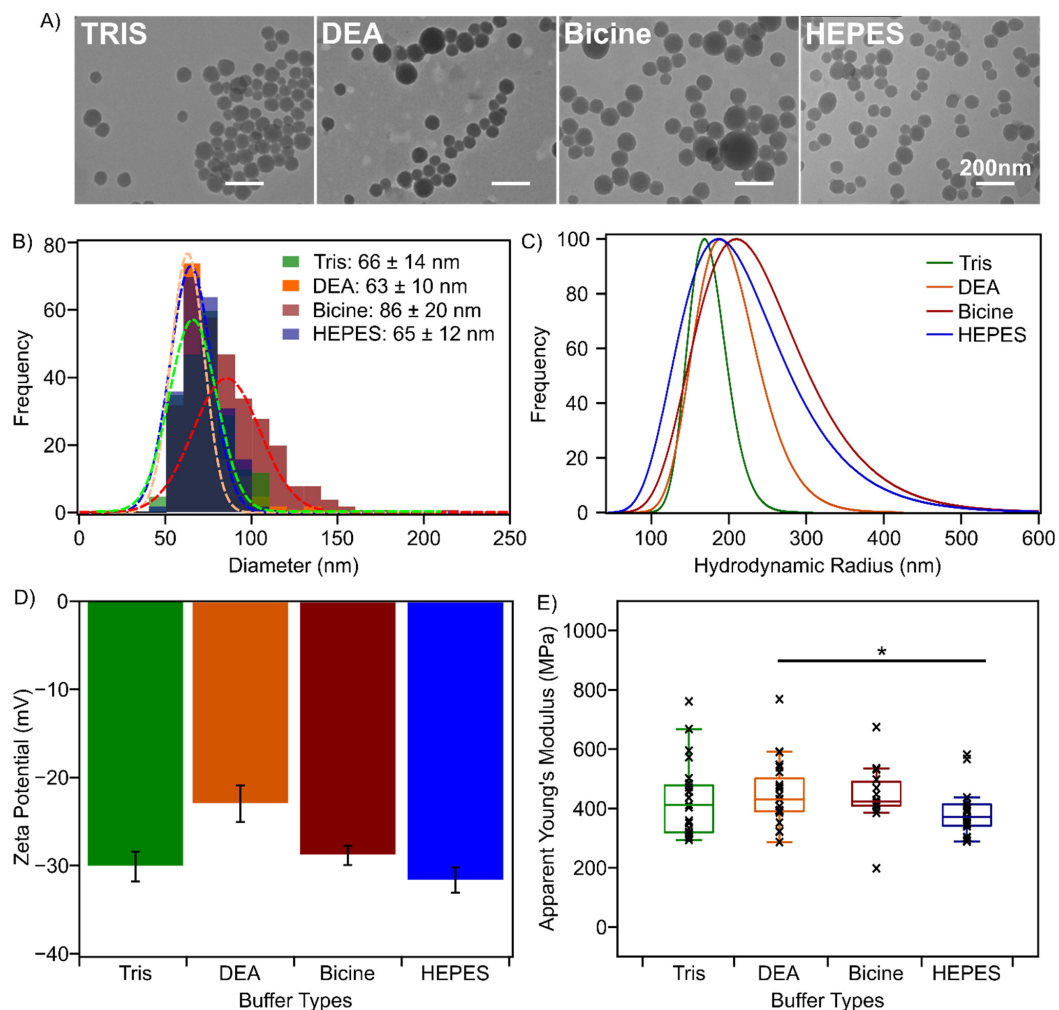 A)
TRIS
DEA
Bicine
HEPES
200nm
B)
80
60
40
20
0
Frequency
Tris: 66 ± 14 nm
DEA: 63 ± 10 nm
Bicine: 86 ± 20 nm
HEPES: 65 ± 12 nm
0 50 100 150 200 250
Diameter (nm)
C)
100
80
60
40
20
0
Frequency
Tris
DEA
Bicine
HEPES
100 200 300 400 500 600
Hydrodynamic Radius (nm)
D)
0
−10
−20
−30
−40
Zeta Potential (mV)
Tris DEA Bicine HEPES
Buffer Types
E)
1000
800
600
400
200
0
Apparent Young's Modulus (MPa)
*
Tris DEA Bicine HEPES
Buffer Types